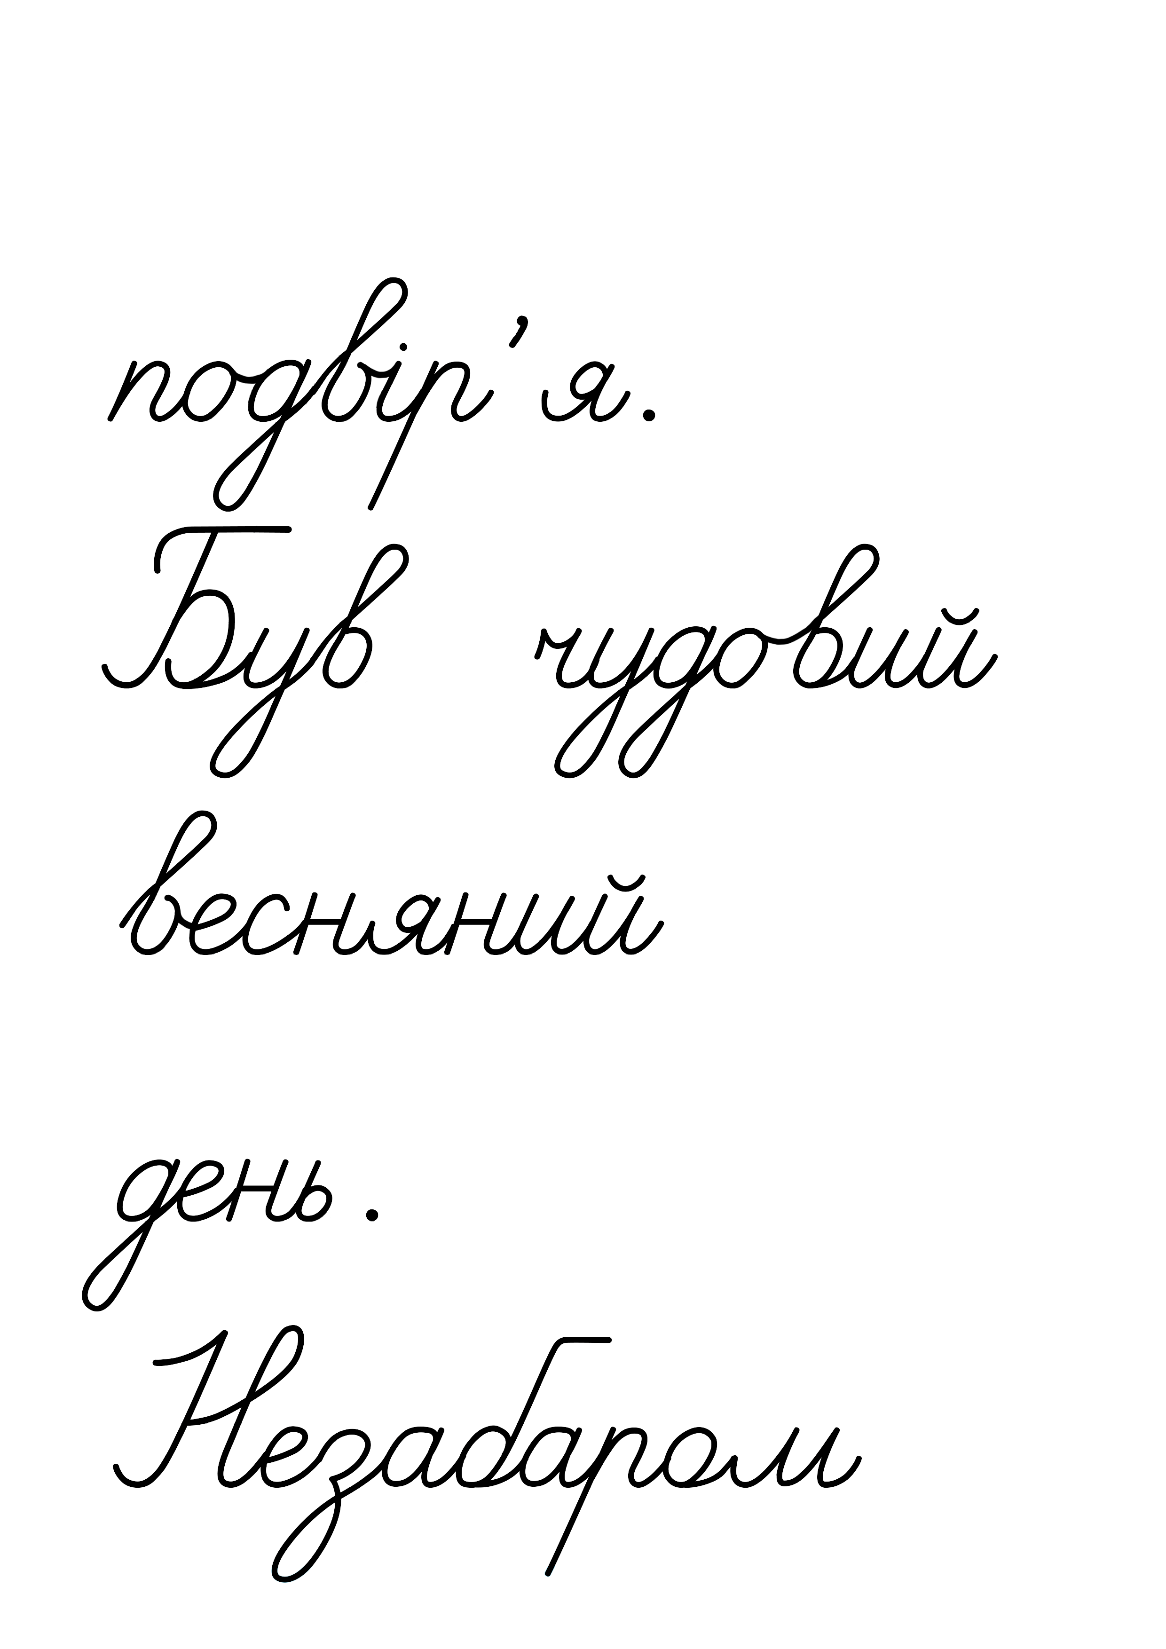 подвір’я.
Був чудовий
весняний
день .
Незабаром